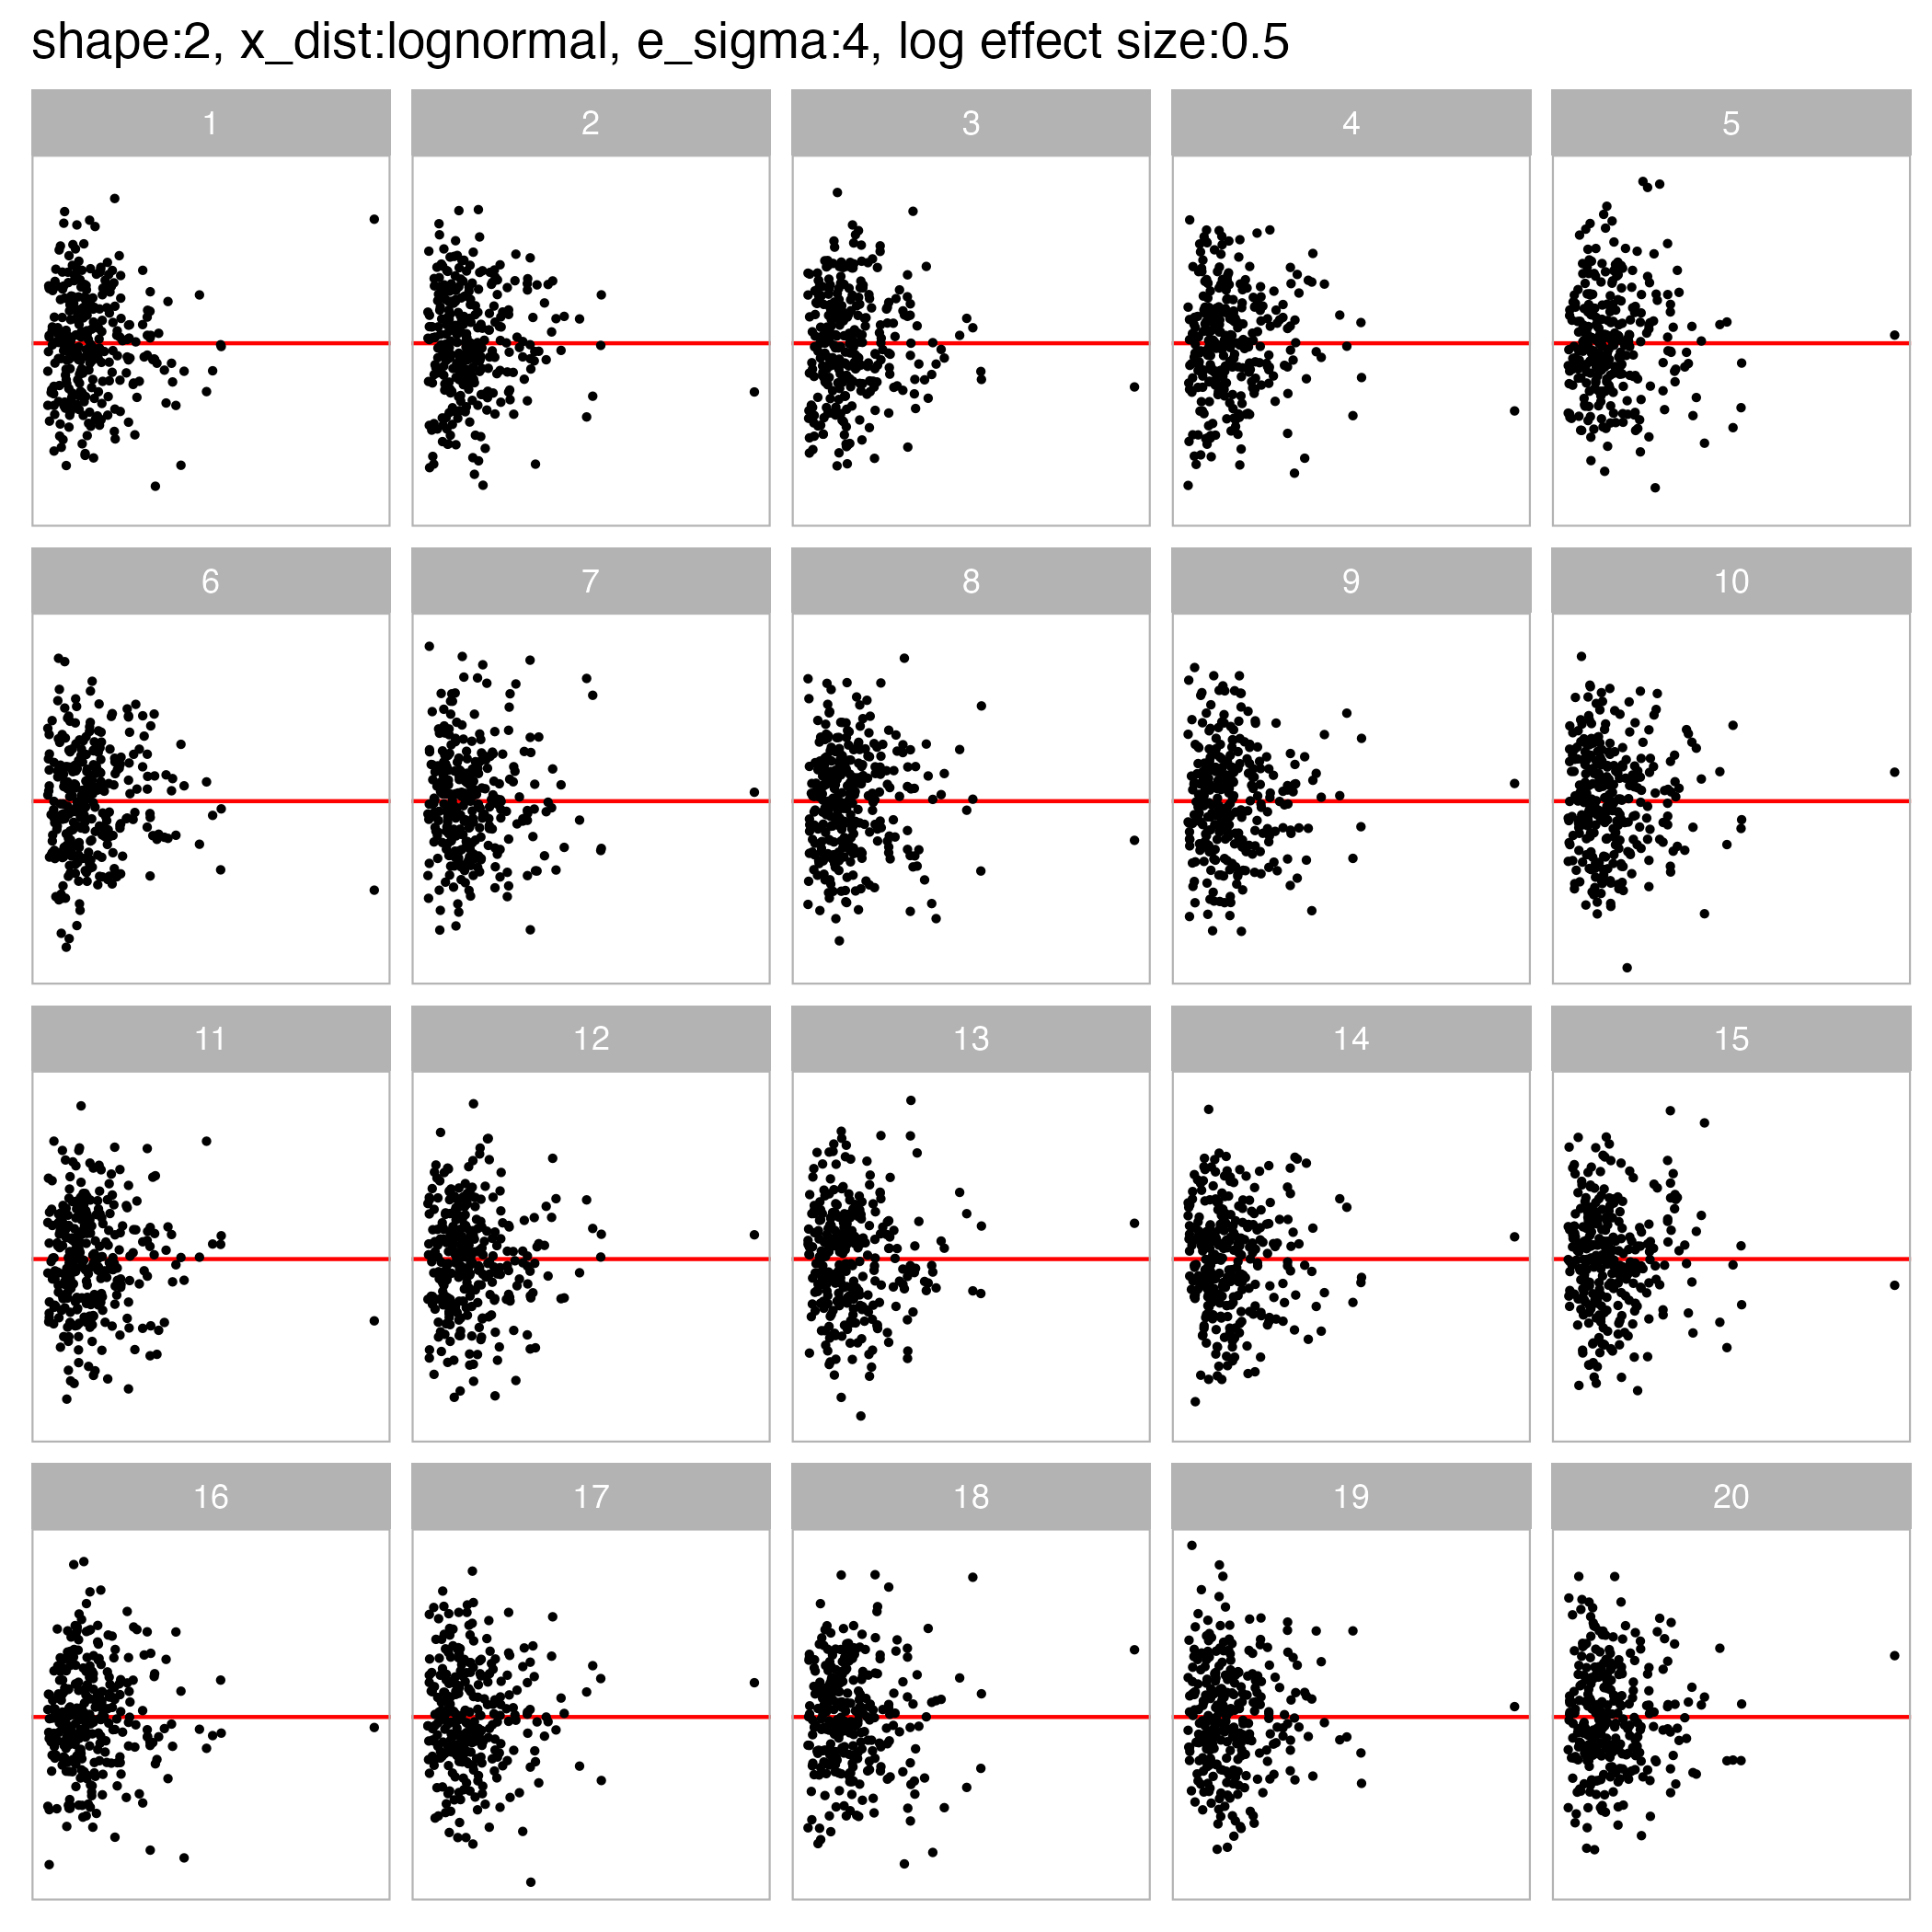 shape:2, x_dist:lognormal, e_sigma:4, log effect size:0.5
1 2 3 4 5
6 7 8 9 10
11 12 13 14 15
16 17 18 19 20